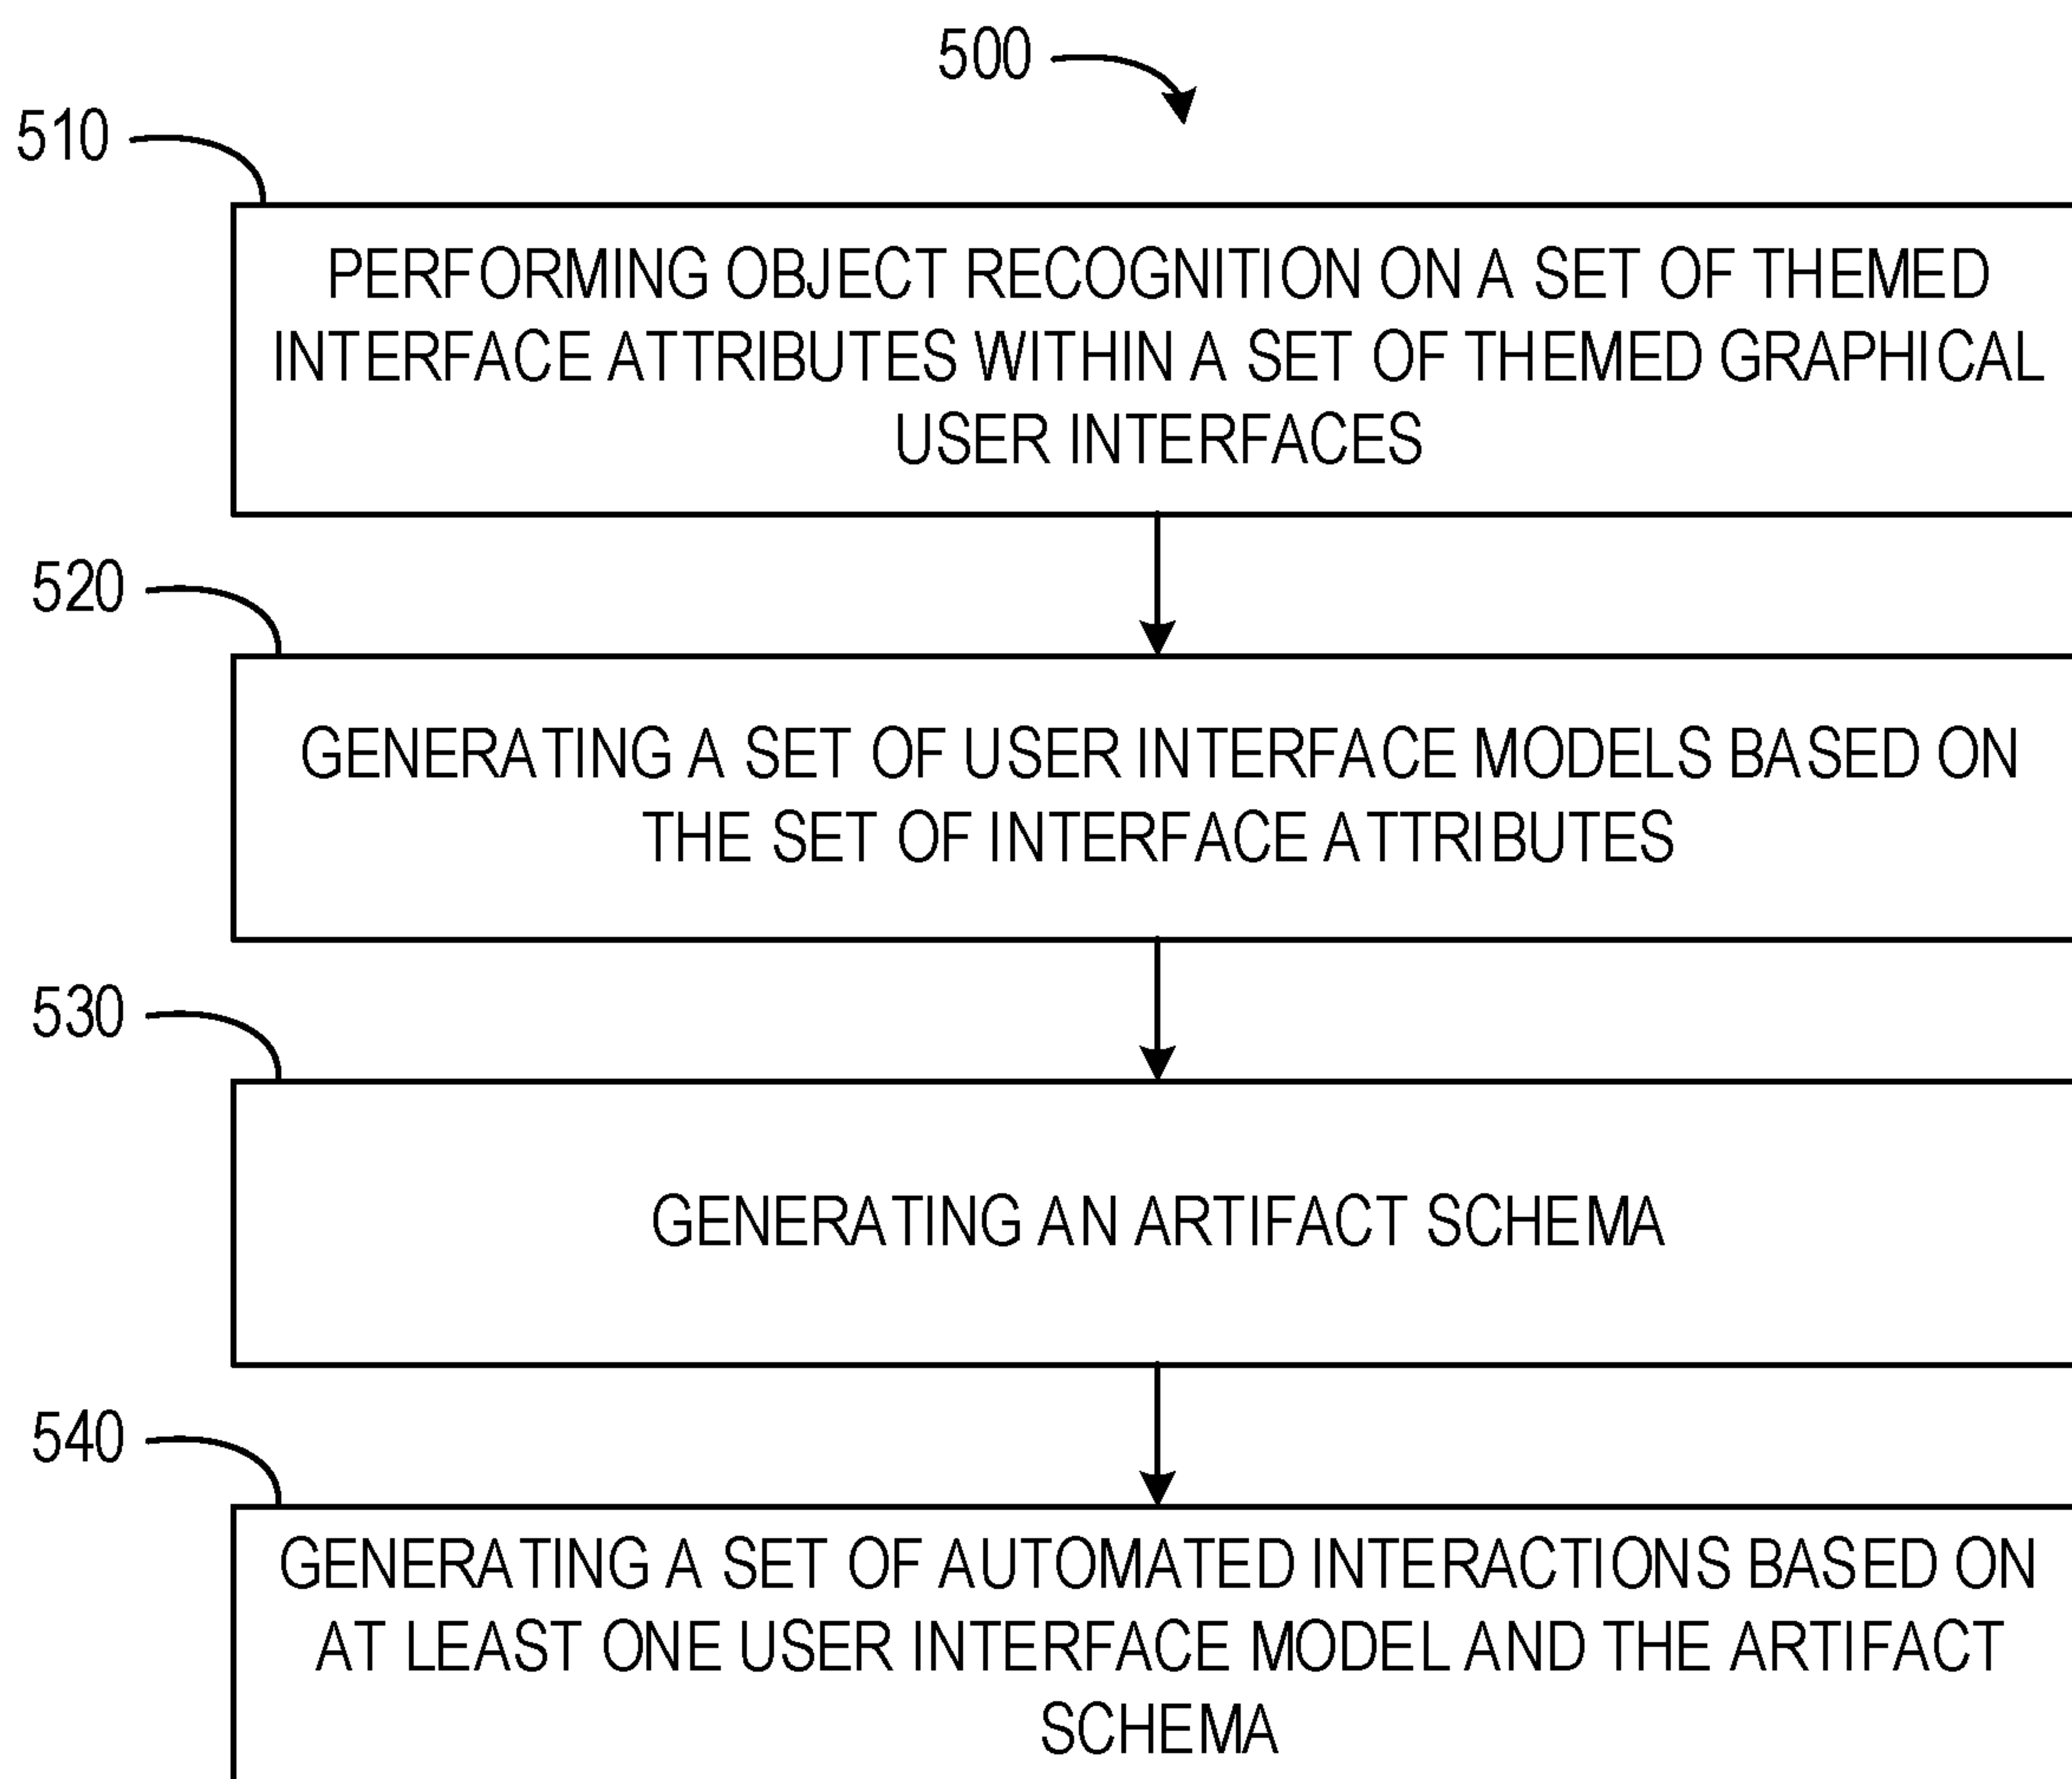 500
510
PERFORMING OBJECT RECOGNITION ON A SET OF THEMED
INTERFACE ATTRIBUTES WITHIN A SET OF THEMED GRAPHICAL
USER INTERFACES
520
GENERATING A SET OF USER INTERFACE MODELS BASED ON
THE SET OF INTERFACE ATTRIBUTES
530
GENERATING AN ARTIFACT SCHEMA
540
GENERATING A SET OF AUTOMATED INTERACTIONS BASED ON
AT LEAST ONE USER INTERFACE MODEL AND THE ARTIFACT
SCHEMA